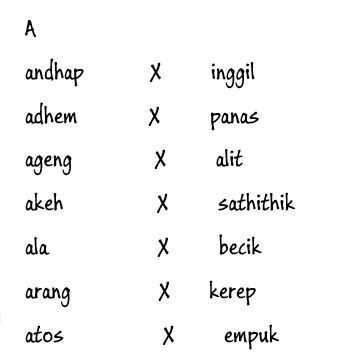 A
andhap X inggil
adhem X panas
ageng X alit
akeh X sathithik
ala X becik
arang X kerep
atos X empuk